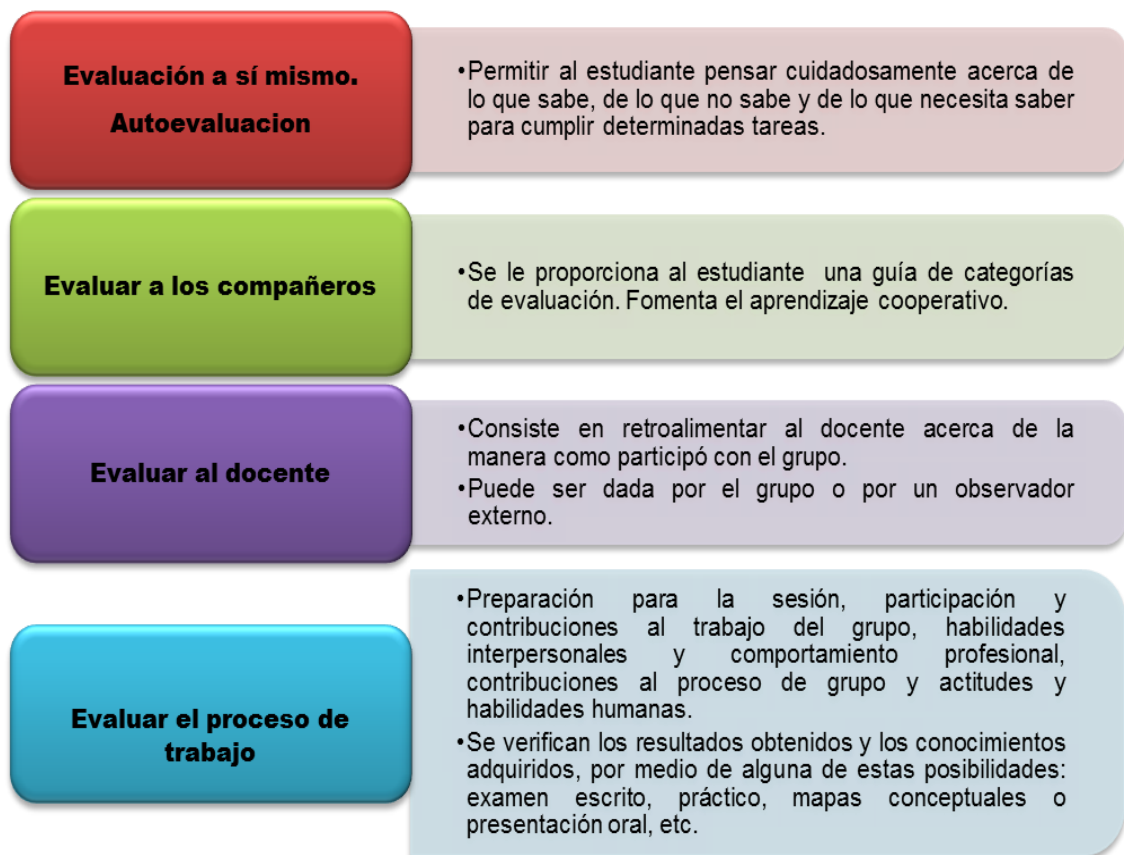 Evaluación a sí mismo.
Autoevaluacion
•Permitir al estudiante pensar cuidadosamente acerca de
lo que sabe, de lo que no sabe y de lo que necesita saber
para cumplir determinadas tareas.
Evaluar a los compañeros
•Se le proporciona al estudiante una guía de categorías
de evaluación. Fomenta el aprendizaje cooperativo.
Evaluar al docente
•Consiste en retroalimentar al docente acerca de la
manera como participó con el grupo.
•Puede ser dada por el grupo o por un observador
externo.
Evaluar el proceso de
trabajo
•Preparación para la sesión, participación y
contribuciones al trabajo del grupo, habilidades
interpersonales y comportamiento profesional,
contribuciones al proceso de grupo y actitudes y
habilidades humanas.
•Se verifican los resultados obtenidos y los conocimientos
adquiridos, por medio de alguna de estas posibilidades:
examen escrito, práctico, mapas conceptuales o
presentación oral, etc.